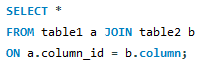 SELECT *
FROM table1 a JOIN table2 b
ON a.column_id = b.column;